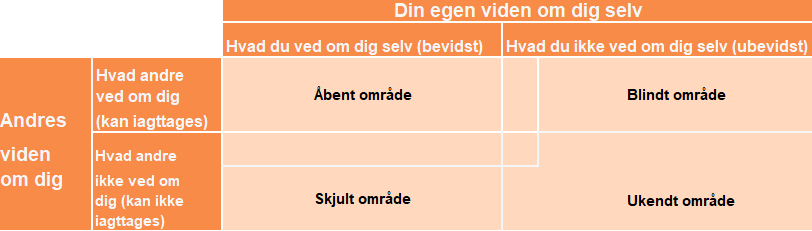 Din egen viden om dig selv
Hvad du ved om dig selv (bevidst)
Hvad du ikke ved om dig selv (ubevidst)
Andres
viden
om dig
Hvad andre
ved om dig
(kan iagttages)
Åbent område
Blindt område
Hvad andre
ikke ved om
dig (kan ikke
iagttages)
Skjult område
Ukendt område